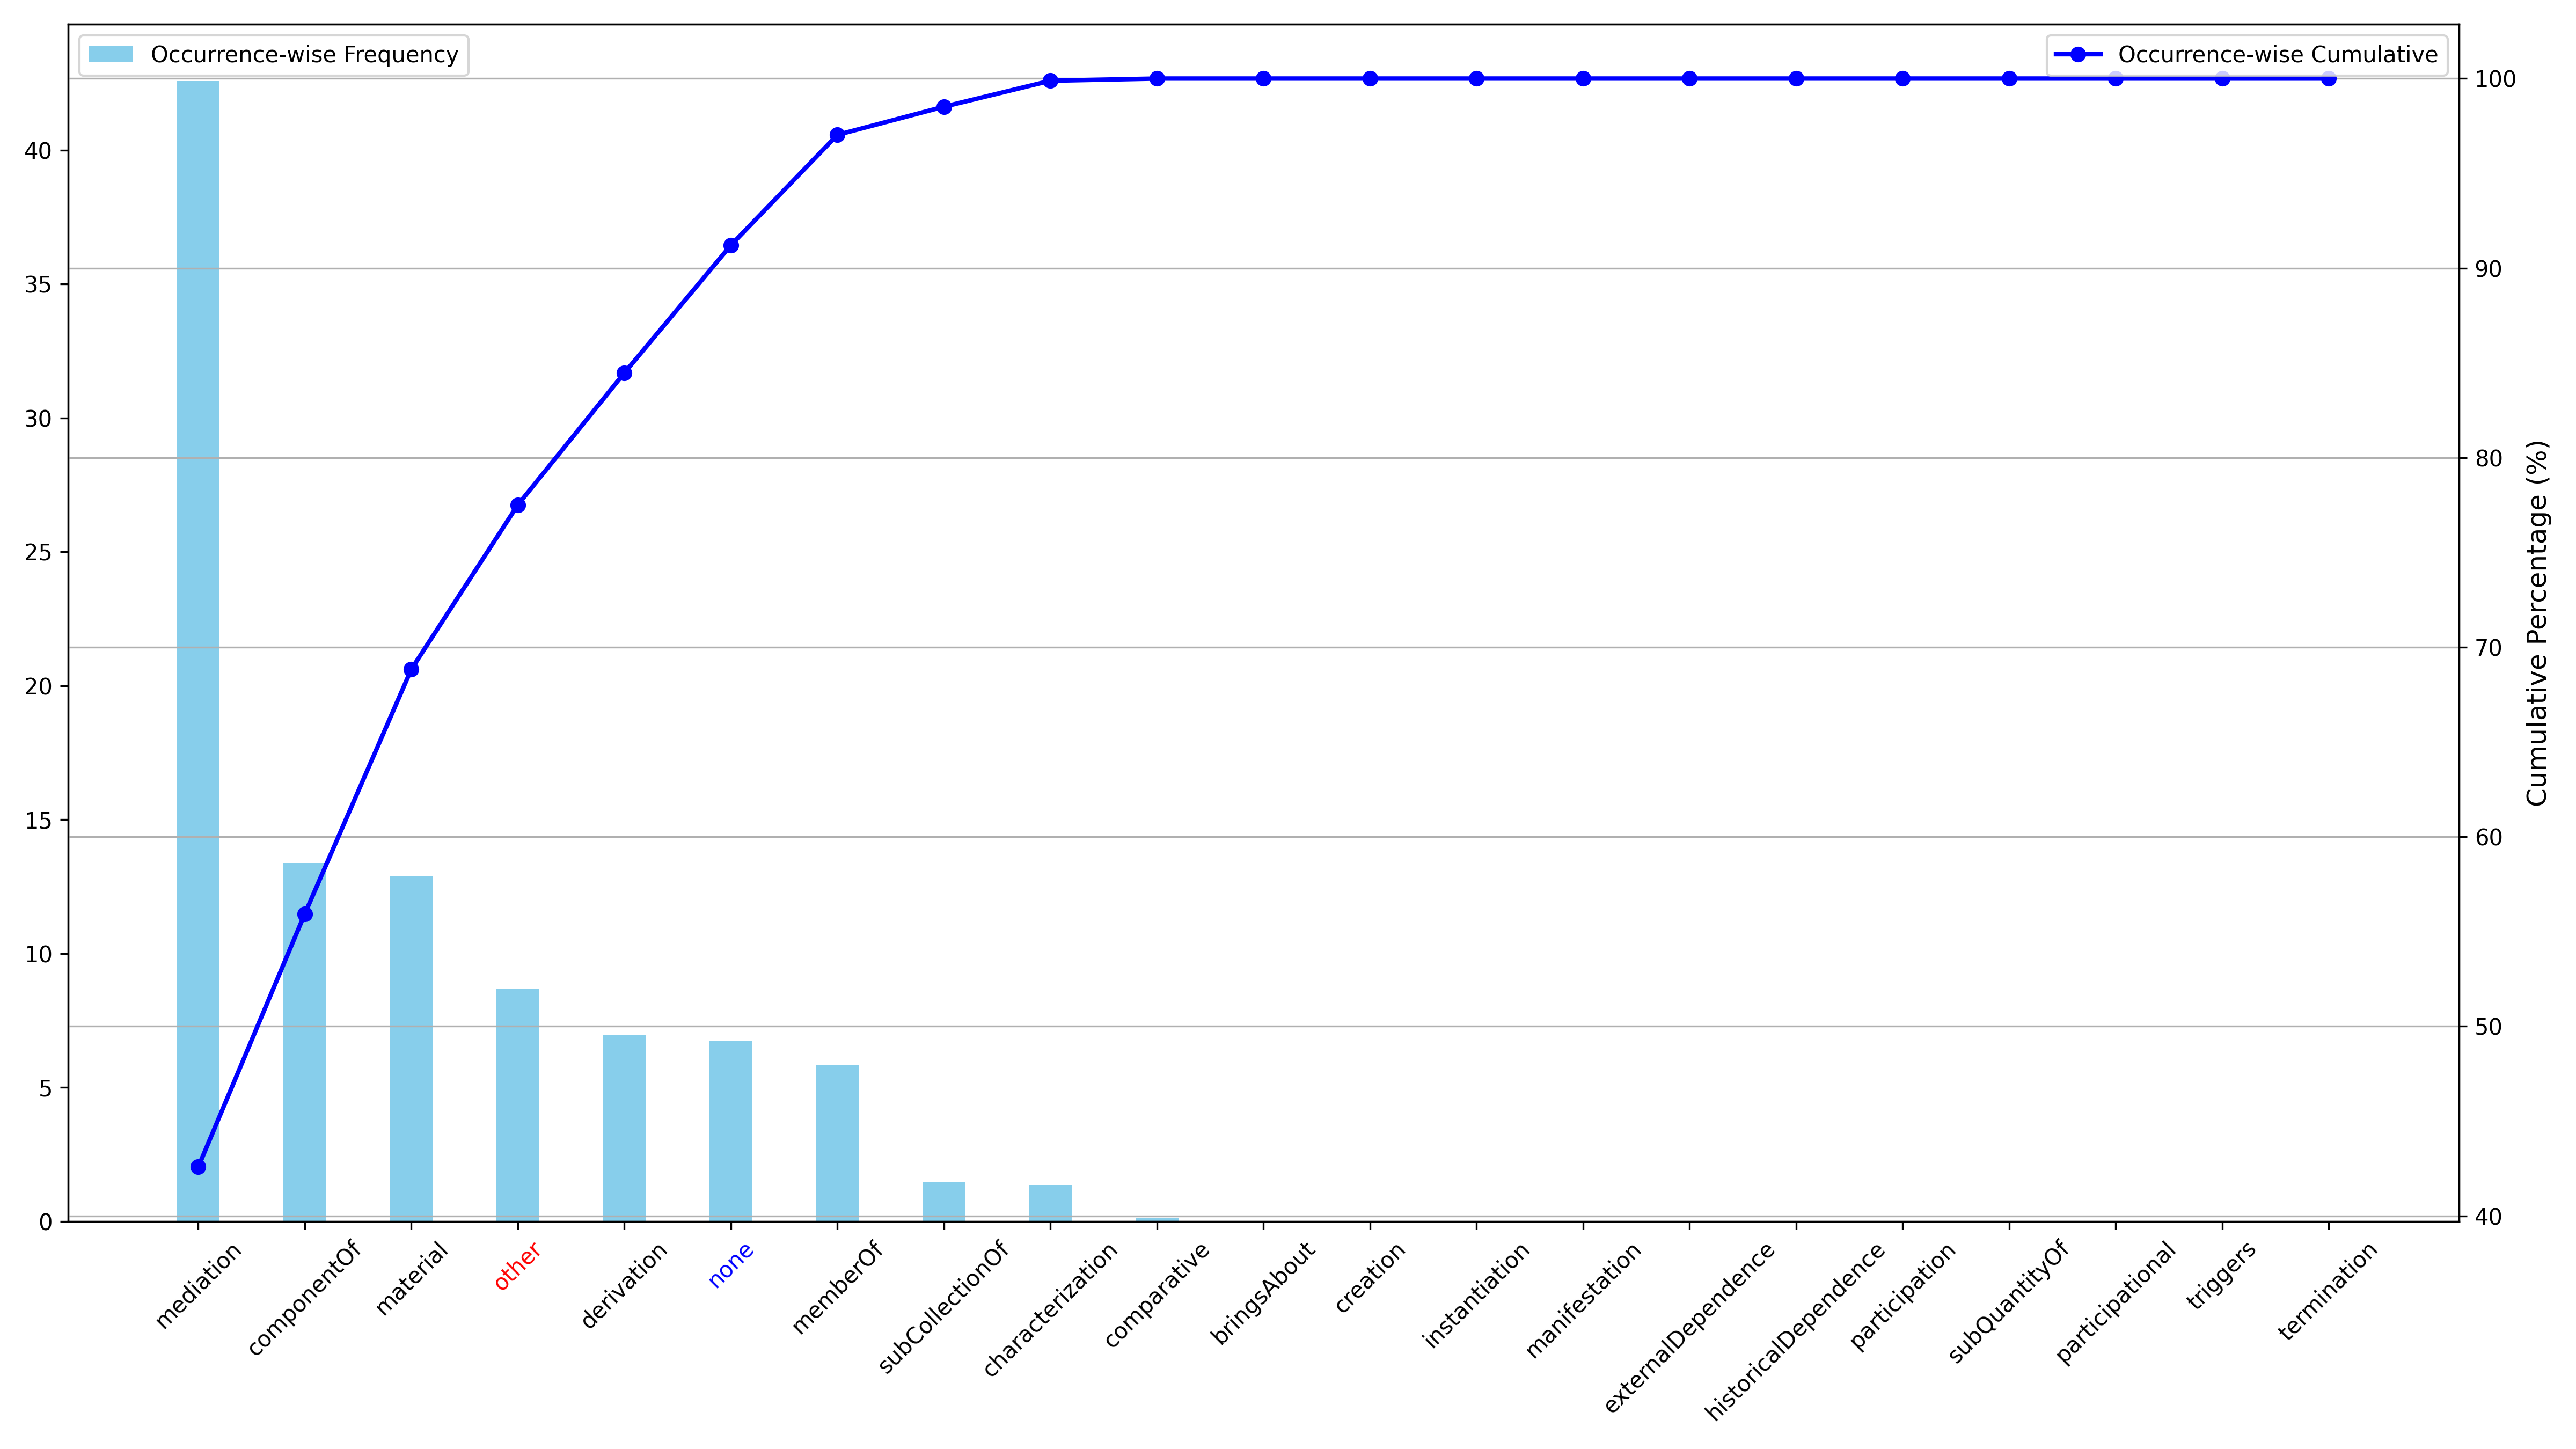 Occurrence-wise Frequency
Occurrence-wise Cumulative
40
35
30
25
20
15
10
5
0
100
90
80
70
60
50
40
Cumulative Percentage (%)
mediation
componentOf
material
other
derivation
none
memberOf
subCollectionOf
characterization
comparative
bringsAbout
creation
instantiation
manifestation
externalDependence
historicalDependence
participation
subQuantityOf
participational
triggers
termination